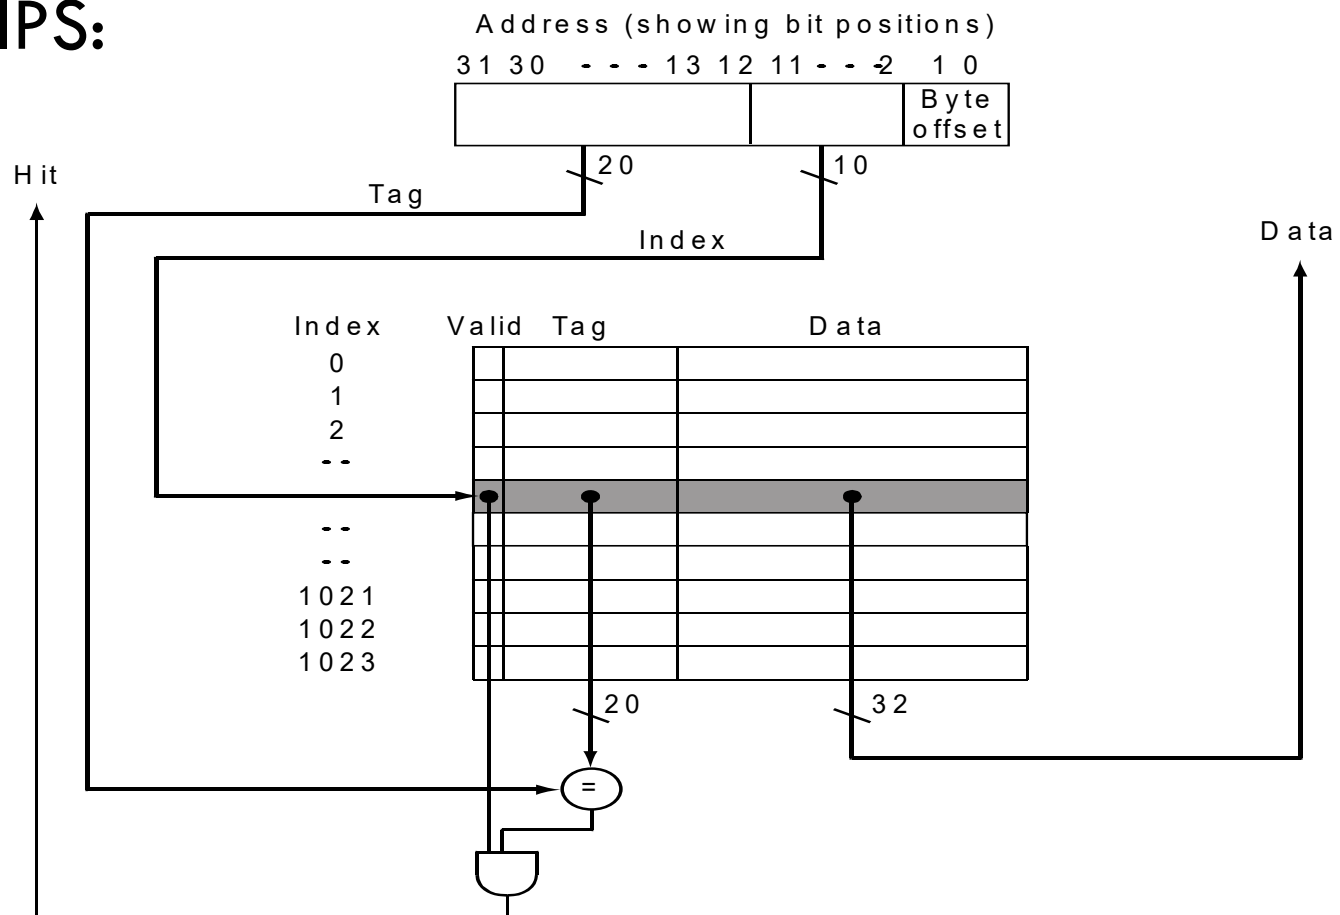 IPS:
Address (showing bit positions)
31 30 - - - 13 12 11 - - - 2 1 0
Byte
offset
20
10
Hit
Tag
Index
Data
Index Valid Tag Data
0
1
2
- -
- -
- -
1021
1022
1023
20
32
=